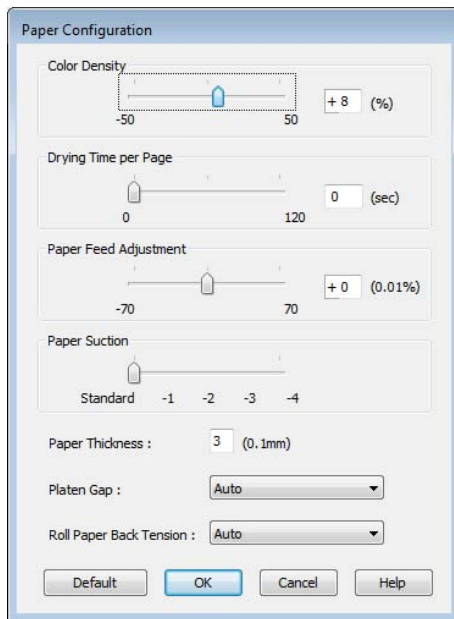 Paper Configuration
Color Density
-50 50 +8 (%)
Drying Time per Page
0 120 0 (sec)
Paper Feed Adjustment
-70 70 +0 (0.01%)
Paper Suction
Standard -1 -2 -3 -4
Paper Thickness : 3 (0.1mm)
Platen Gap : Auto
Roll Paper Back Tension : Auto
Default OK Cancel Help